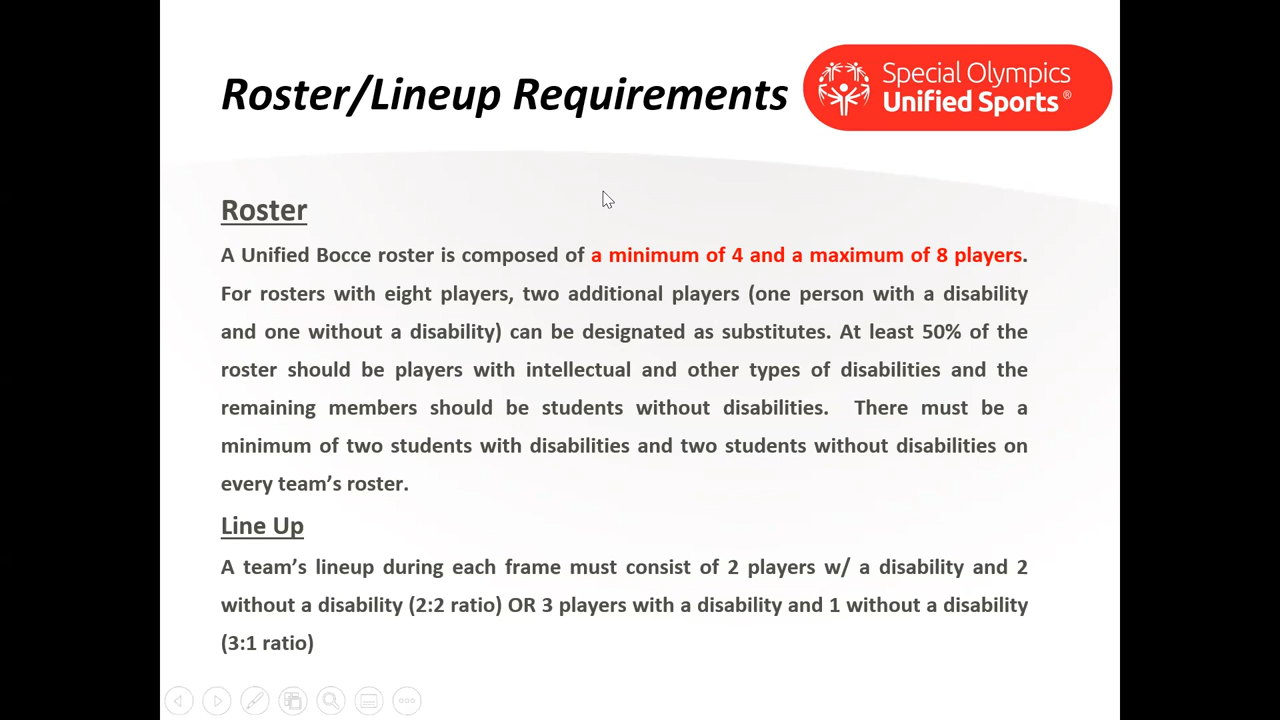 Roster/Lineup Requirements
Special Olympics
Unified Sports®
Roster
A Unified Bocce roster is composed of a minimum of 4 and a maximum of 8 players.
For rosters with eight players, two additional players (one person with a disability
and one without a disability) can be designated as substitutes. At least 50% of the
roster should be players with intellectual and other types of disabilities and the
remaining members should be students without disabilities.  There must be a
minimum of two students with disabilities and two students without disabilities on
every team’s roster.
Line Up
A team’s lineup during each frame must consist of 2 players w/ a disability and 2
without a disability (2:2 ratio) OR 3 players with a disability and 1 without a disability
(3:1 ratio)